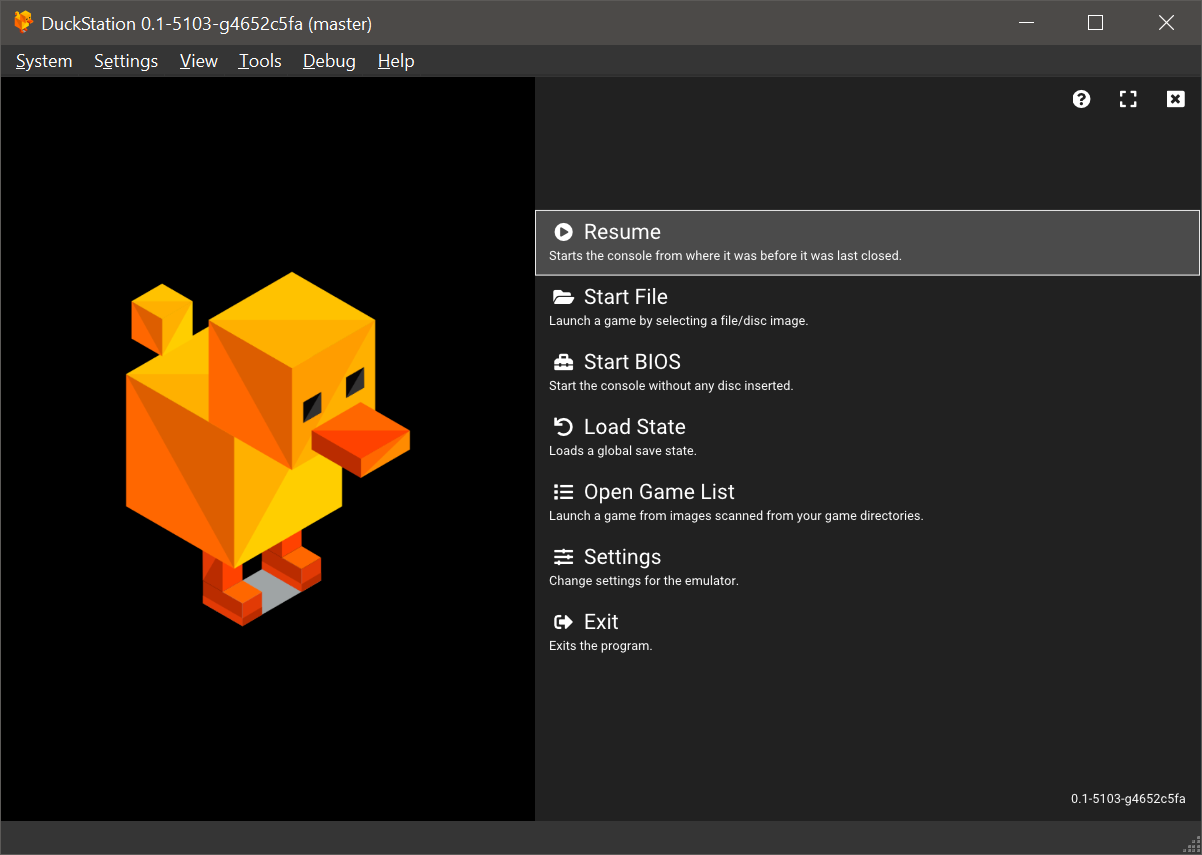 DuckStation 0.1-5103-g4652c5fa (master)
System Settings View Tools Debug Help
Resume
Starts the console from where it was before it was last closed.
Start File
Launch a game by selecting a file/disc image.
Start BIOS
Start the console without any disc inserted.
Load State
Loads a global save state.
Open Game List
Launch a game from images scanned from your game directories.
Settings
Change settings for the emulator.
Exit
Exits the program.
0.1-5103-g4652c5fa